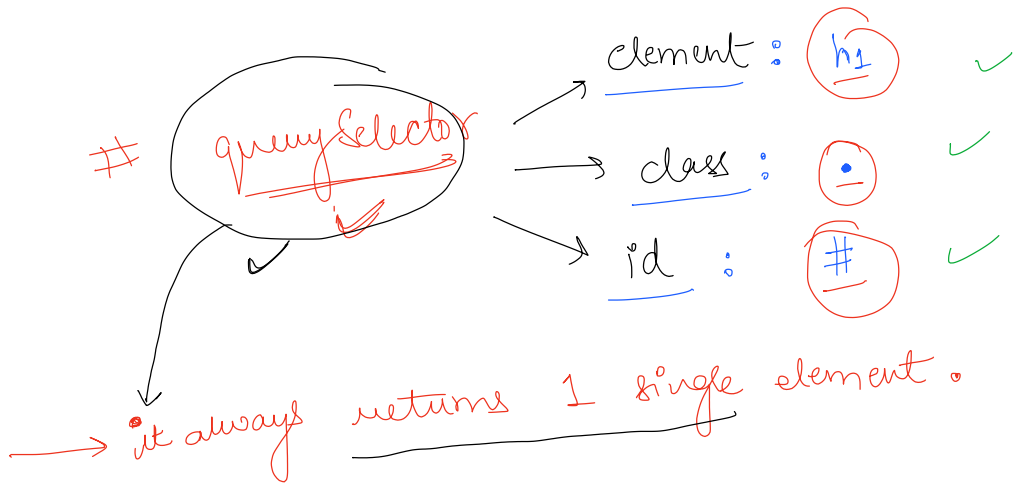 element : h1
# querySelector
class : .
id : #
it always returns 1 single element.